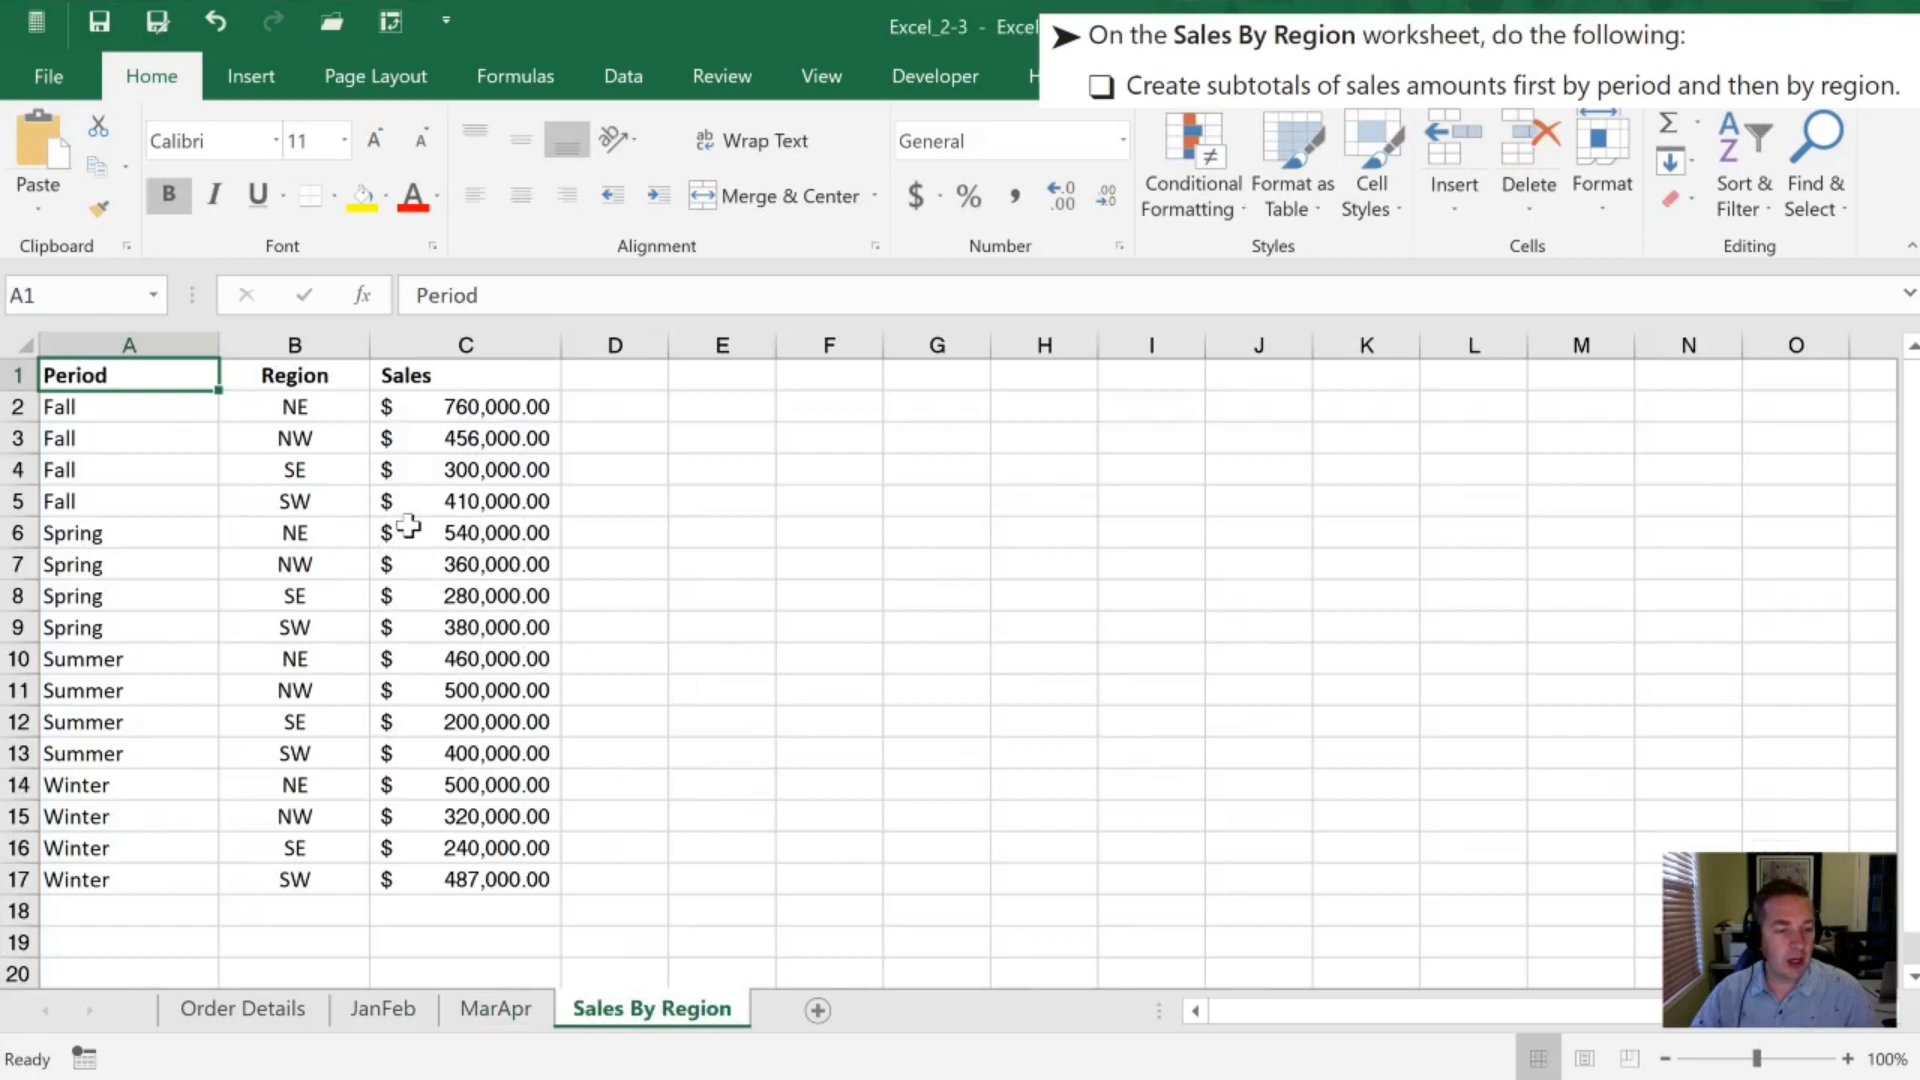 Excel_2-3 - Excel
➤ On the Sales By Region worksheet, do the following:
❏ Create subtotals of sales amounts first by period and then by region.
File Home Insert Page Layout Formulas Data Review View Developer H
Calibri 11 A A ab Wrap Text General
Paste B I U A Merge & Center $ % , .0 .00 .00
Conditional Formatting
Format as Table
Cell Styles
Insert Delete Format
Σ A Z
Sort & Filter
Find & Select
Clipboard Font Alignment Number Styles Cells Editing
A1 fx Period
A B C D E F G H I J K L M N O
1 Period Region Sales
2 Fall NE $ 760,000.00
3 Fall NW $ 456,000.00
4 Fall SE $ 300,000.00
5 Fall SW $ 410,000.00
6 Spring NE $ 540,000.00
7 Spring NW $ 360,000.00
8 Spring SE $ 280,000.00
9 Spring SW $ 380,000.00
10 Summer NE $ 460,000.00
11 Summer NW $ 500,000.00
12 Summer SE $ 200,000.00
13 Summer SW $ 400,000.00
14 Winter NE $ 500,000.00
15 Winter NW $ 320,000.00
16 Winter SE $ 240,000.00
17 Winter SW $ 487,000.00
18
19
20
Order Details JanFeb MarApr Sales By Region
Ready 100%